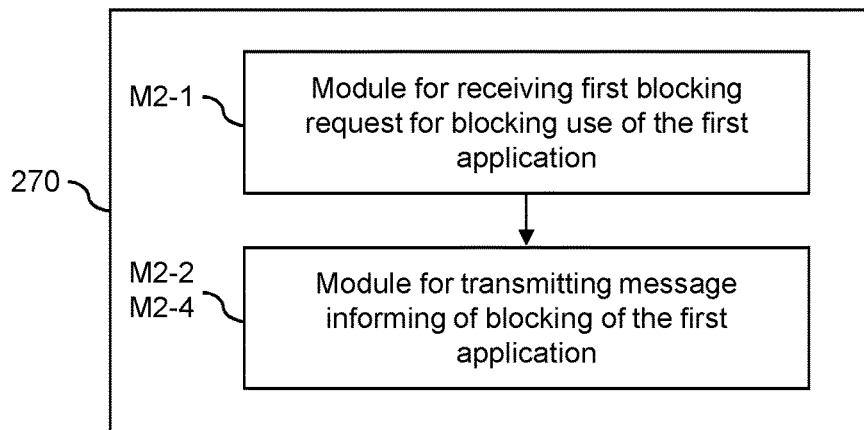 M2-1
Module for receiving first blocking
request for blocking use of the first
application
270
M2-2
M2-4
Module for transmitting message
informing of blocking of the first
application